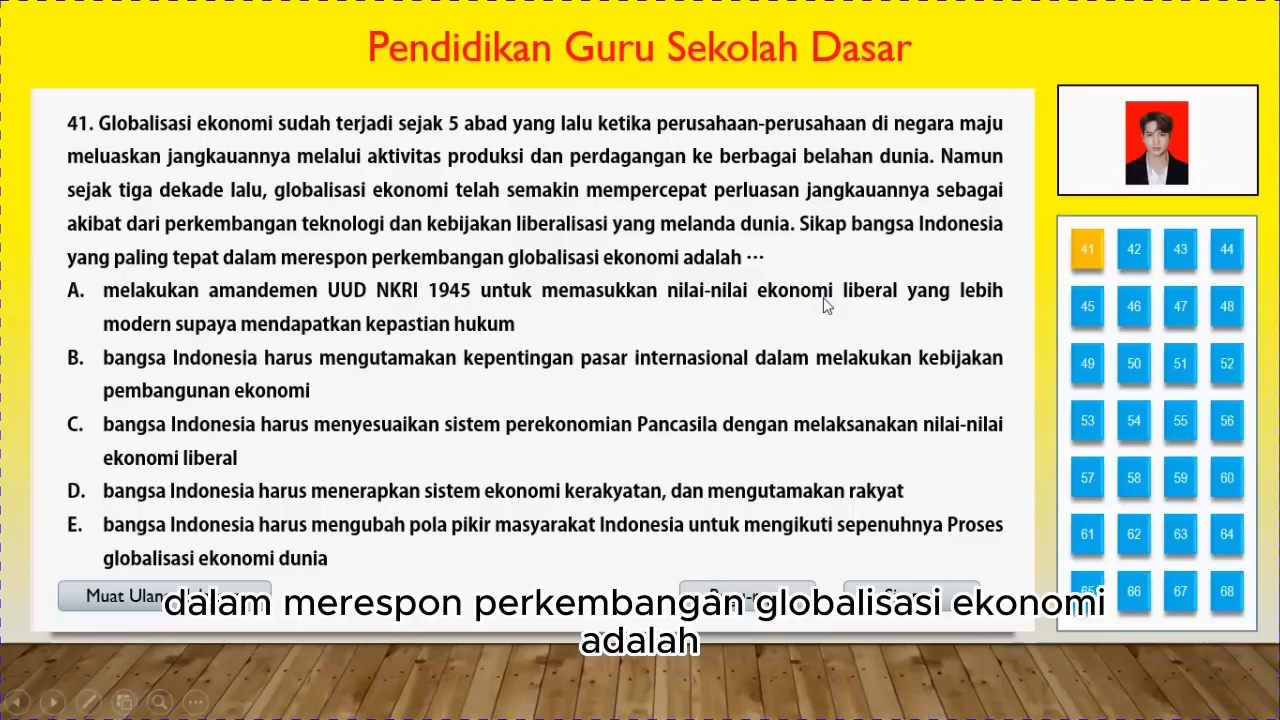 Pendidikan Guru Sekolah Dasar
41. Globalisasi ekonomi sudah terjadi sejak 5 abad yang lalu ketika perusahaan-perusahaan di negara maju
meluaskan jangkauannya melalui aktivitas produksi dan perdagangan ke berbagai belahan dunia. Namun
sejak tiga dekade lalu, globalisasi ekonomi telah semakin mempercepat perluasan jangkauannya sebagai
akibat dari perkembangan teknologi dan kebijakan liberalisasi yang melanda dunia. Sikap bangsa Indonesia
yang paling tepat dalam merespon perkembangan globalisasi ekonomi adalah ⋯
A. melakukan amandemen UUD NKRI 1945 untuk memasukkan nilai-nilai ekonomi liberal yang lebih
modern supaya mendapatkan kepastian hukum
B. bangsa Indonesia harus mengutamakan kepentingan pasar internasional dalam melakukan kebijakan
pembangunan ekonomi
C. bangsa Indonesia harus menyesuaikan sistem perekonomian Pancasila dengan melaksanakan nilai-nilai
ekonomi liberal
D. bangsa Indonesia harus menerapkan sistem ekonomi kerakyatan, dan mengutamakan rakyat
E. bangsa Indonesia harus mengubah pola pikir masyarakat Indonesia untuk mengikuti sepenuhnya Proses
globalisasi ekonomi dunia
Muat Ulang
dalam merespon perkembangan globalisasi ekonomi
adalah
41 42 43 44
45 46 47 48
49 50 51 52
53 54 55 56
57 58 59 60
61 62 63 64
65 66 67 68